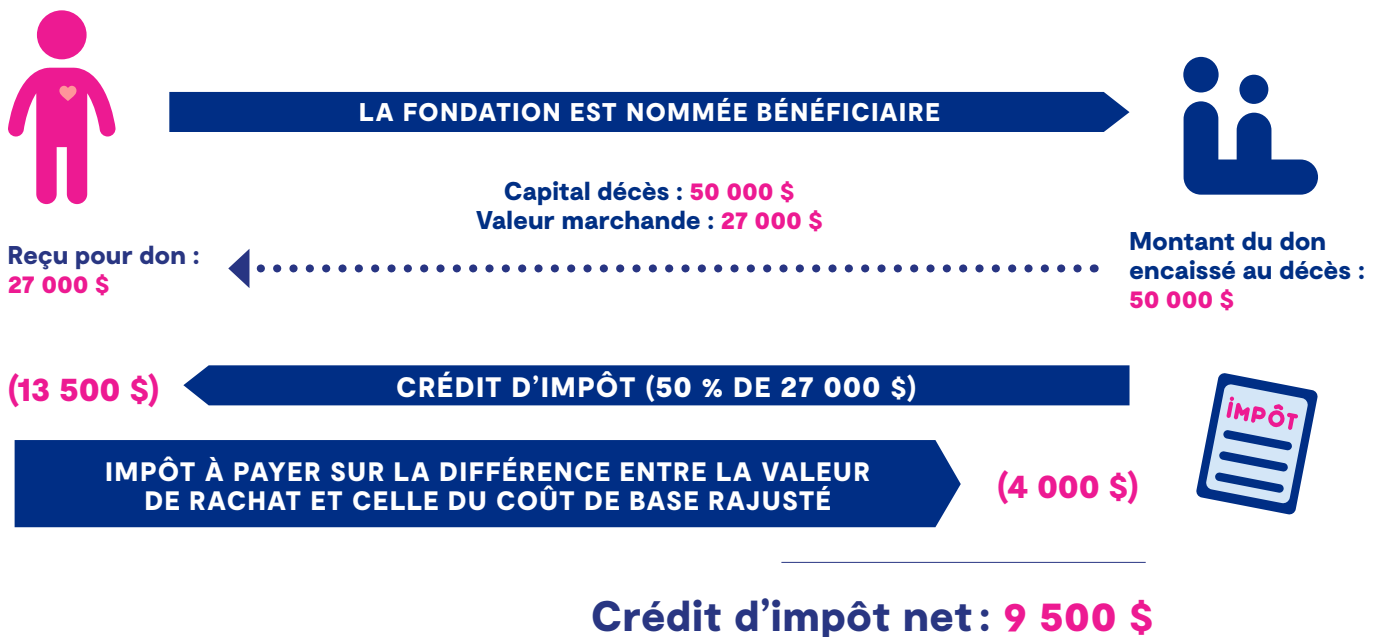 LA FONDATION EST NOMMÉE BÉNÉFICIAIRE
Capital décès : 50 000 $
Valeur marchande : 27 000 $
Reçu pour don :
27 000 $
Montant du don
encaissé au décès :
50 000 $
(13 500 $)
CRÉDIT D’IMPÔT (50 % DE 27 000 $)
IMPÔT
IMPÔT À PAYER SUR LA DIFFÉRENCE ENTRE LA VALEUR
DE RACHAT ET CELLE DU COÛT DE BASE RAJUSTÉ
(4 000 $)
Crédit d’impôt net : 9 500 $